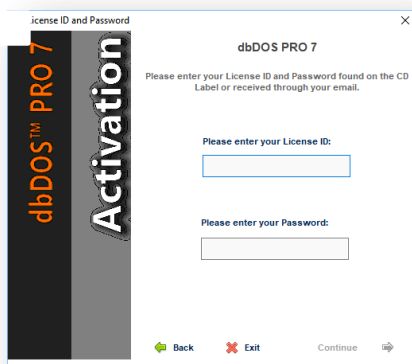 icense ID and Password
dbDOS™ PRO 7
Activation
dbDOS PRO 7
Please enter your License ID and Password found on the CD
Label or received through your email.
Please enter your License ID:
Please enter your Password:
Back
Exit
Continue